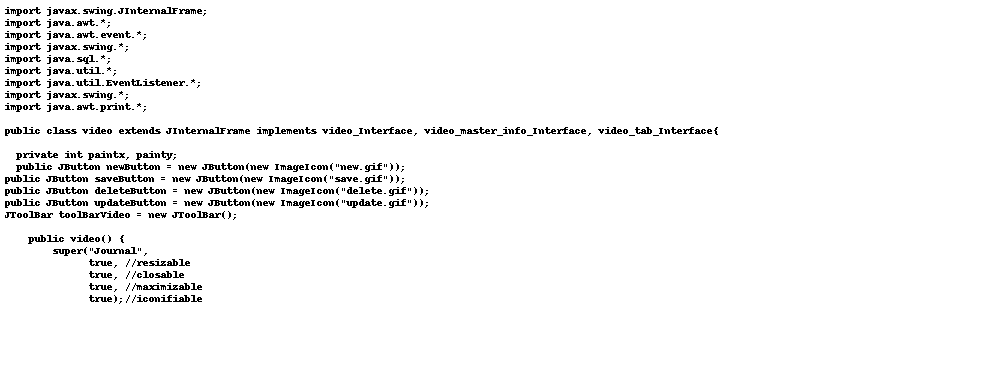 import javax.swing.JInternalFrame;
import java.awt.*;
import java.awt.event.*;
import javax.swing.*;
import java.sql.*;
import java.util.*;
import java.util.EventListener.*;
import javax.swing.*;
import java.awt.print.*;

public class video extends JInternalFrame implements video_Interface, video_master_info_Interface, video_tab_Interface{

  private int paintx, painty;
  public JButton newButton = new JButton(new ImageIcon("new.gif"));
public JButton saveButton = new JButton(new ImageIcon("save.gif"));
public JButton deleteButton = new JButton(new ImageIcon("delete.gif"));
public JButton updateButton = new JButton(new ImageIcon("update.gif"));
JToolBar toolBarVideo = new JToolBar();

    public video() {
        super("Journal",
              true, //resizable
              true, //closable
              true, //maximizable
              true);//iconifiable